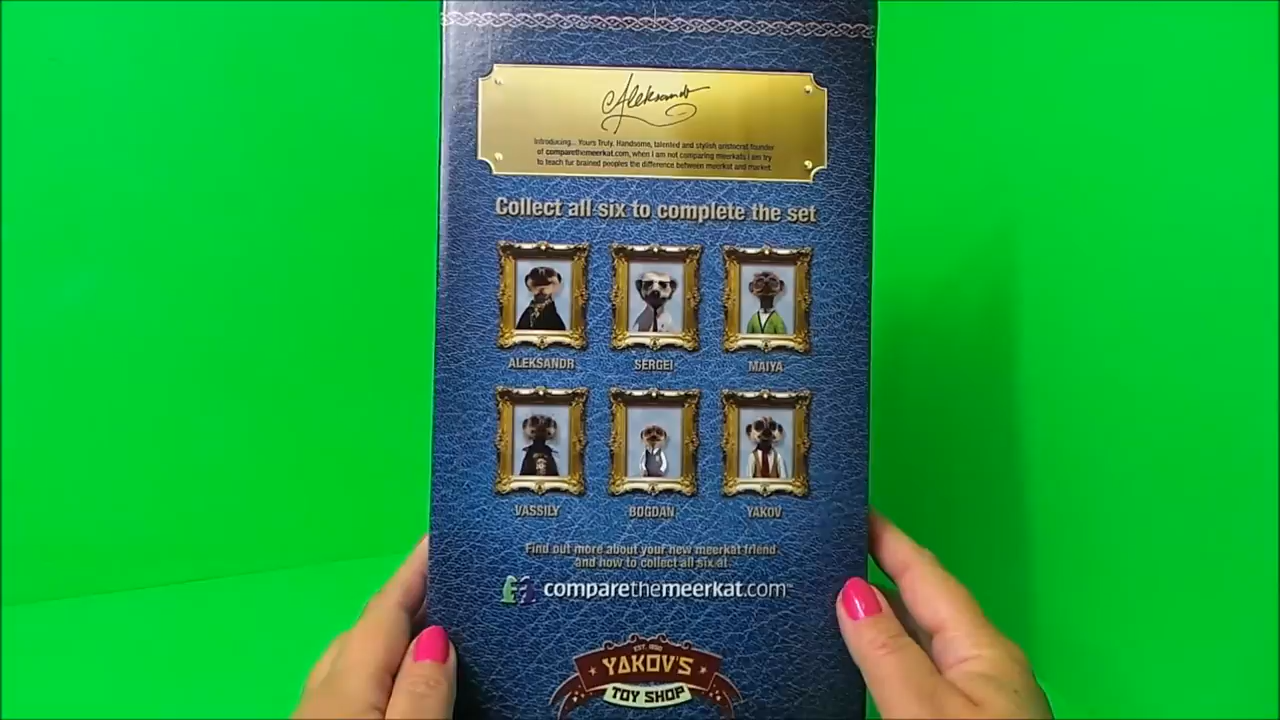 Aleksandr
Introducing... Yours Truly. Handsome, talented and stylish aristocrat founder
of comparethemeerkat.com, when I am not comparing meerkats I am try
to teach fur brained peoples the difference between meerkat and market.
Collect all six to complete the set
ALEKSANDR SERGEI MAIYA
VASSILY BOGDAN YAKOV
Find out more about your new meerkat friend
and how to collect all six at
comparethemeerkat.com™
EST. 1850
YAKOV'S
TOY SHOP